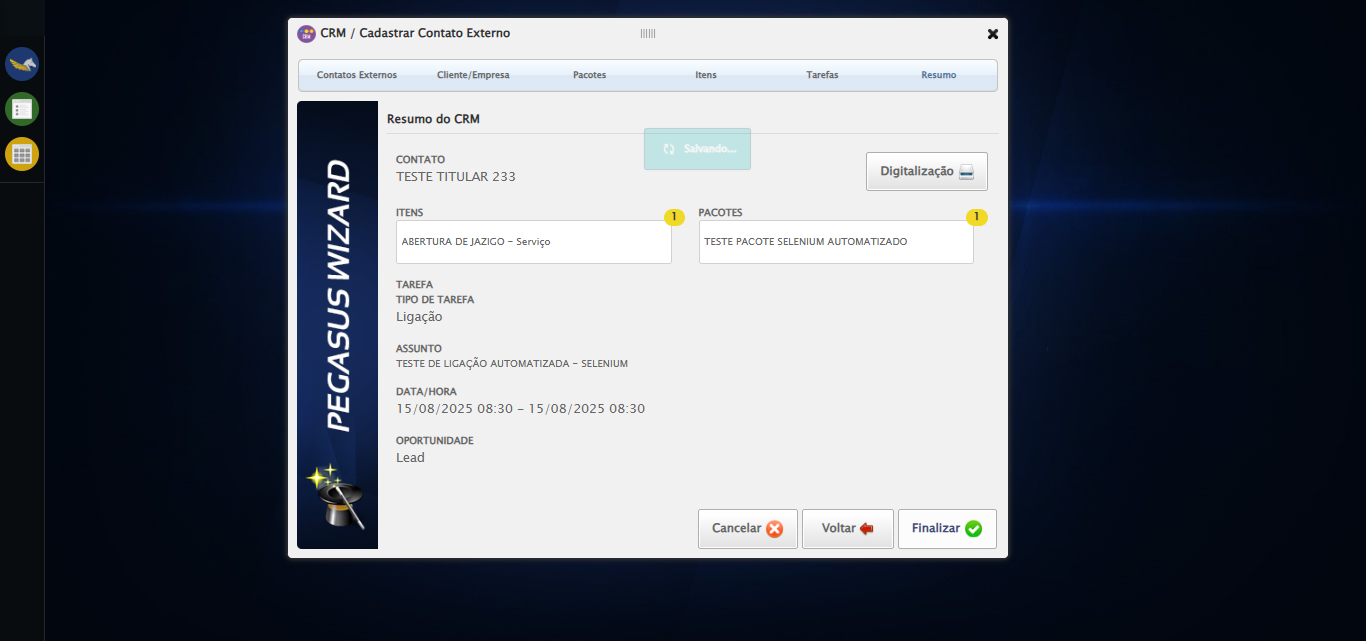 CRM / Cadastrar Contato Externo
Contatos Externos Cliente/Empresa Pacotes Itens Tarefas Resumo
PEGASUS WIZARD
Resumo do CRM
Salvando...
CONTATO
TESTE TITULAR 233
Digitalização
ITENS 1 PACOTES 1
ABERTURA DE JAZIGO - Serviço TESTE PACOTE SELENIUM AUTOMATIZADO
TAREFA
TIPO DE TAREFA
Ligação
ASSUNTO
TESTE DE LIGAÇÃO AUTOMATIZADA - SELENIUM
DATA/HORA
15/08/2025 08:30 - 15/08/2025 08:30
OPORTUNIDADE
Lead
Cancelar Voltar Finalizar